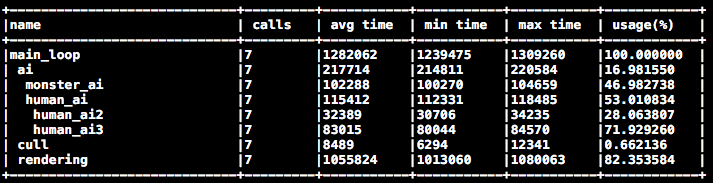 +-----------------------------+---------+-----------+-----------+-----------+------------+
|name                         | calls   | avg time  | min time  | max time  | usage(%)   |
+-----------------------------+---------+-----------+-----------+-----------+------------+
|main_loop                    |7        |1282062    |1239475    |1309260    |100.000000  |
| ai                          |7        |217714     |214811     |220584     |16.981550   |
|  monster_ai                 |7        |102288     |100270     |104659     |46.982738   |
|  human_ai                   |7        |115412     |112331     |118485     |53.010834   |
|   human_ai2                 |7        |32389      |30706      |34235      |28.063807   |
|   human_ai3                 |7        |83015      |80044      |84570      |71.929260   |
| cull                        |7        |8489       |6294       |12341      |0.662136    |
| rendering                   |7        |1055824    |1013060    |1080063    |82.353584   |
+-----------------------------+---------+-----------+-----------+-----------+------------+